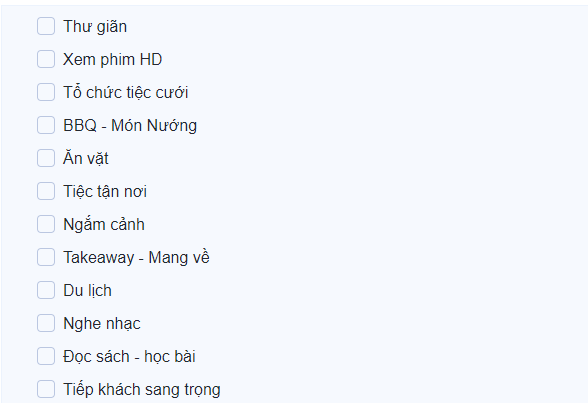 Thư giãn
Xem phim HD
Tổ chức tiệc cưới
BBQ - Món Nướng
Ăn vặt
Tiệc tận nơi
Ngắm cảnh
Takeaway - Mang về
Du lịch
Nghe nhạc
Đọc sách - học bài
Tiếp khách sang trọng